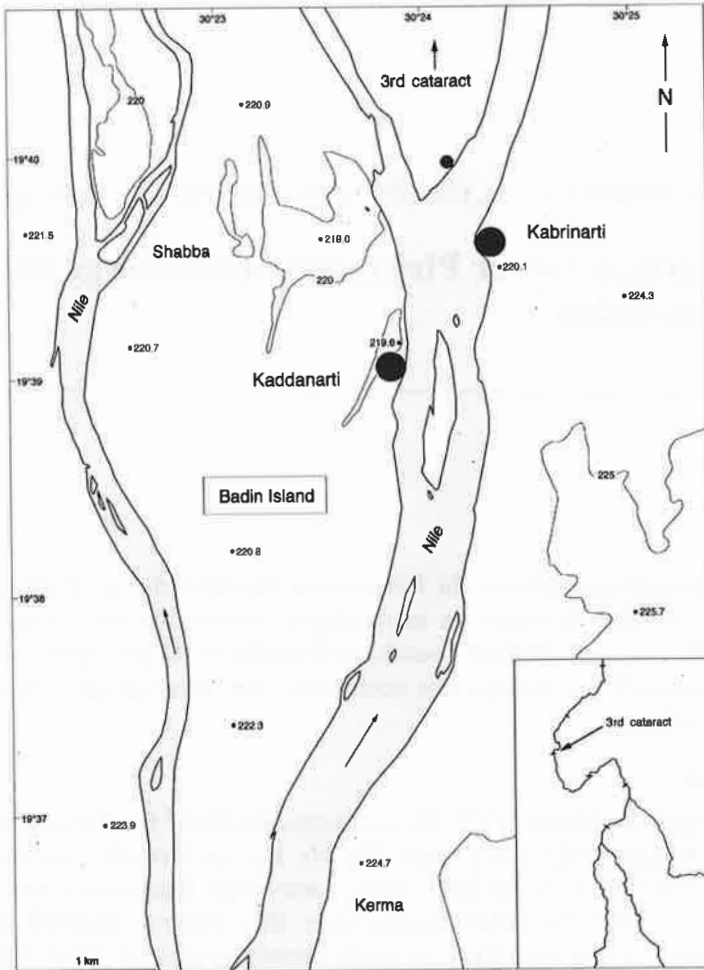 30°23
30°24
30°25
3rd cataract
N
220
220.9
19°40
Kabrinarti
221.5
Shabba
219.0
220.1
220
224.3
Nile
219.6
220.7
Kaddanarti
19°39
225
Badin Island
Nile
220.8
19°38
225.7
222.3
3rd cataract
19°37
223.9
224.7
Kerma
1 km